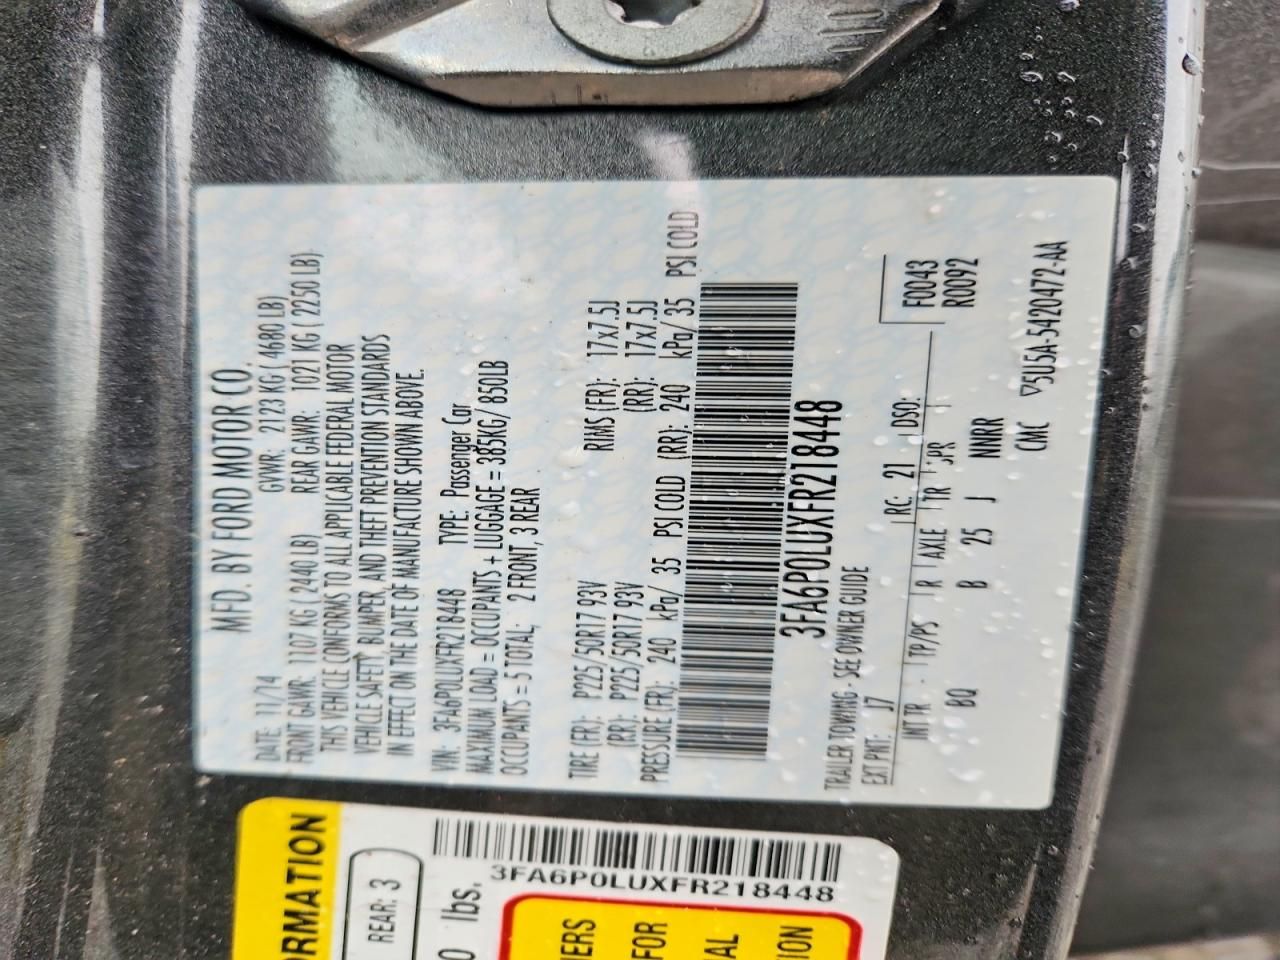 MFD. BY FORD MOTOR CO.
DATE: 11/14 GVWR: 2123 KG ( 4680 LB)
FRONT GAWR: 1107 KG ( 2440 LB) REAR GAWR: 1021 KG ( 2250 LB)
THIS VEHICLE CONFORMS TO ALL APPLICABLE FEDERAL MOTOR
VEHICLE SAFETY, BUMPER, AND THEFT PREVENTION STANDARDS
IN EFFECT ON THE DATE OF MANUFACTURE SHOWN ABOVE.
VIN: 3FA6P0LUXFR218448 TYPE: Passenger Car
MAXIMUM LOAD = OCCUPANTS + LUGGAGE = 385KG/ 850LB
OCCUPANTS = 5 TOTAL; 2 FRONT, 3 REAR
TIRE (FR): P225/50R17 93V RIMS (FR): 17x7.5J
(RR): P225/50R17 93V (RR): 17x7.5J
PRESSURE (FR): 240 kPa/ 35 PSI COLD (RR): 240 kPa/ 35 PSI COLD
3FA6P0LUXFR218448
TRAILER TOWING - SEE OWNER GUIDE
EXT PNT: J7 RC: 21 DSO: F0043
R0092
INT TR TP/PS R AXLE TR SPR
BQ B 25 J NNRR
CMC ▽5U5A-5420472-AA
ORMATION
REAR: 3
0 lbs.
3FA6P0LUXFR218448
IERS
FOR
AL
ION